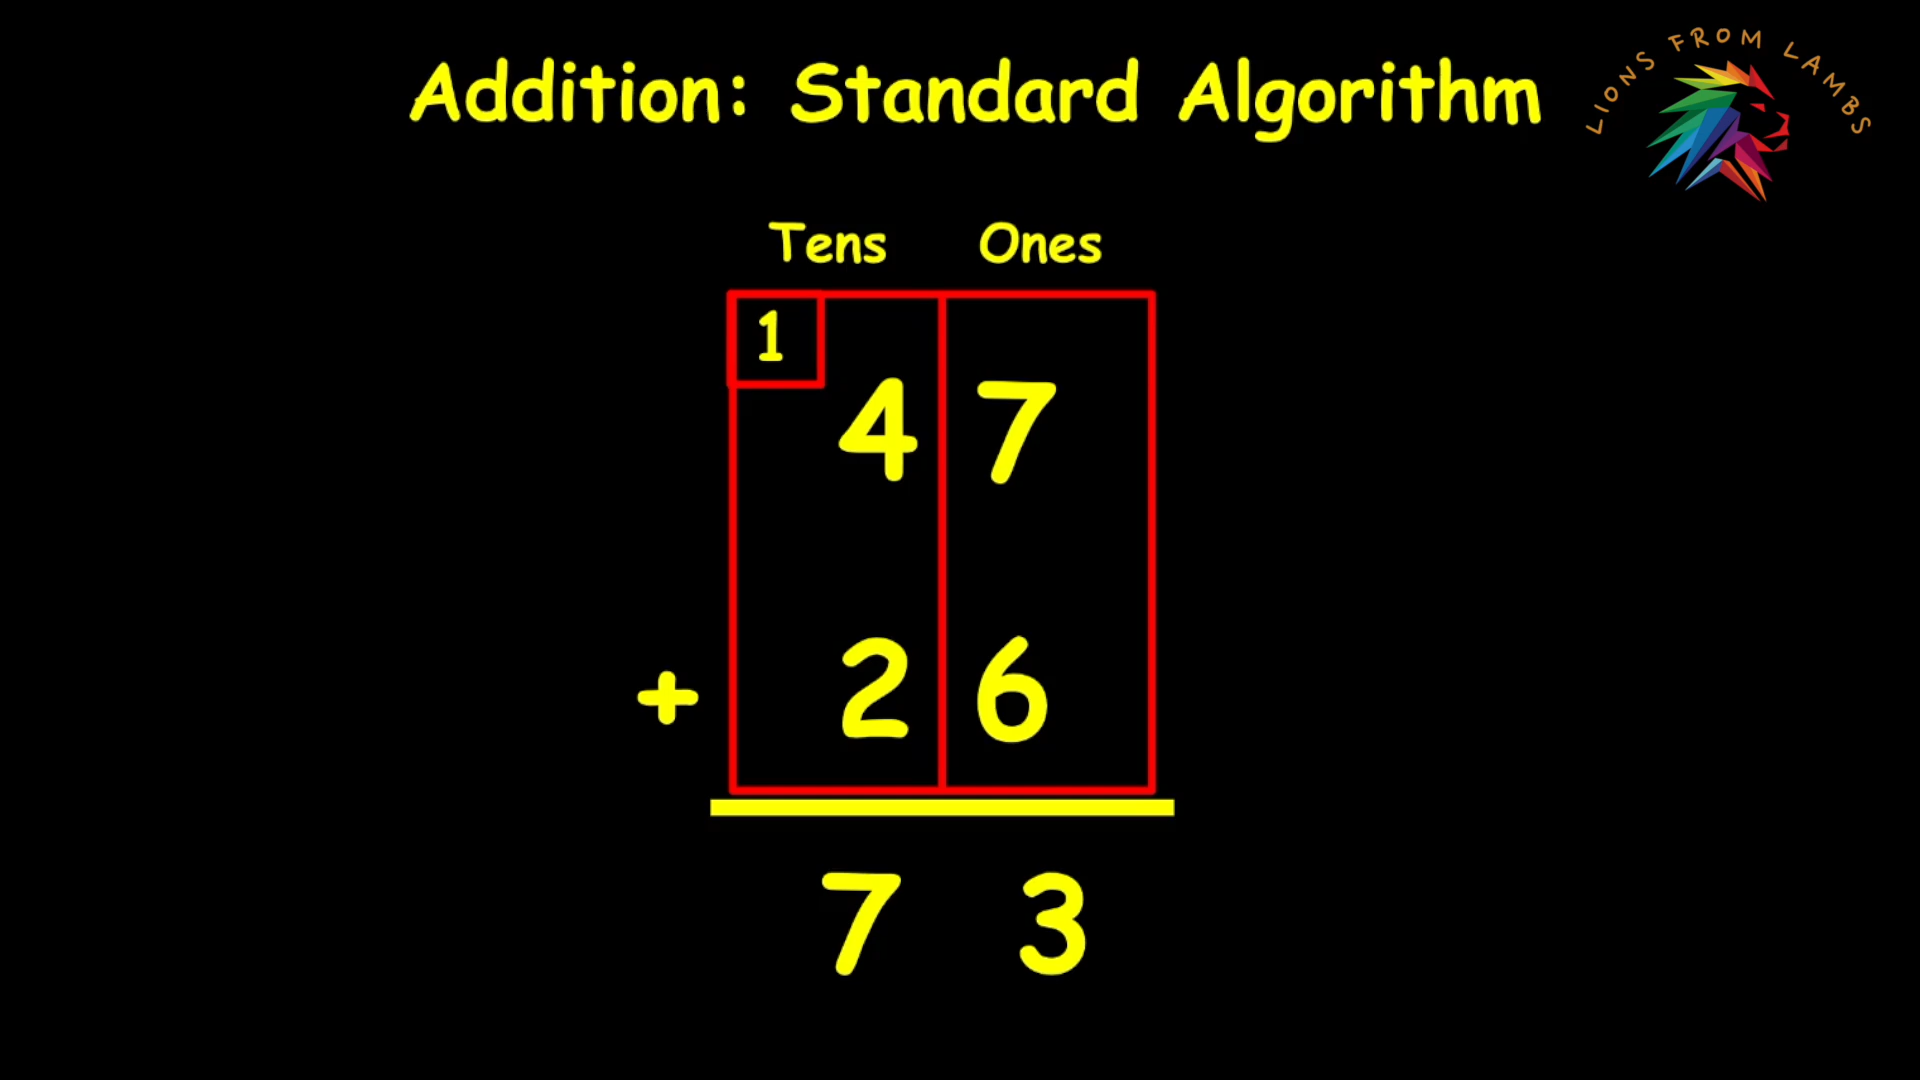 Addition: Standard Algorithm
LIONS FROM LAMBS
Tens Ones
1
4 7
+ 2 6
7 3